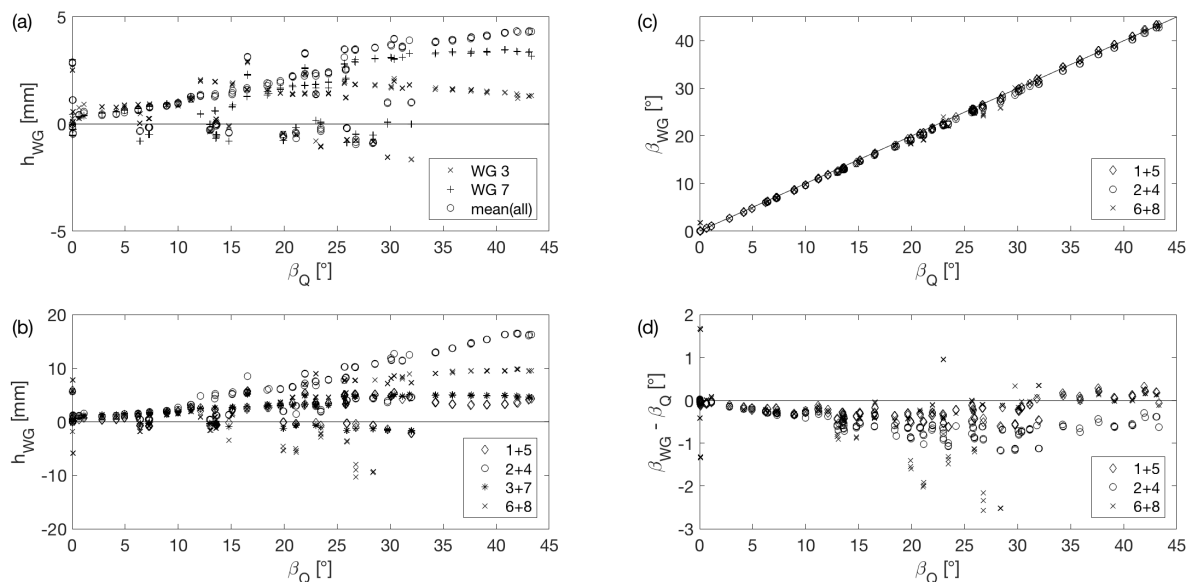 (a)
5
0
-5
h_WG [mm]
0 5 10 15 20 25 30 35 40 45
β_Q [°]
WG 3
WG 7
mean(all)
(c)
40
30
20
10
0
β_WG [°]
0 5 10 15 20 25 30 35 40 45
β_Q [°]
1+5
2+4
6+8
(b)
20
10
0
-10
-20
h_WG [mm]
0 5 10 15 20 25 30 35 40 45
β_Q [°]
1+5
2+4
3+7
6+8
(d)
2
1
0
-1
-2
-3
β_WG - β_Q [°]
0 5 10 15 20 25 30 35 40 45
β_Q [°]
1+5
2+4
6+8